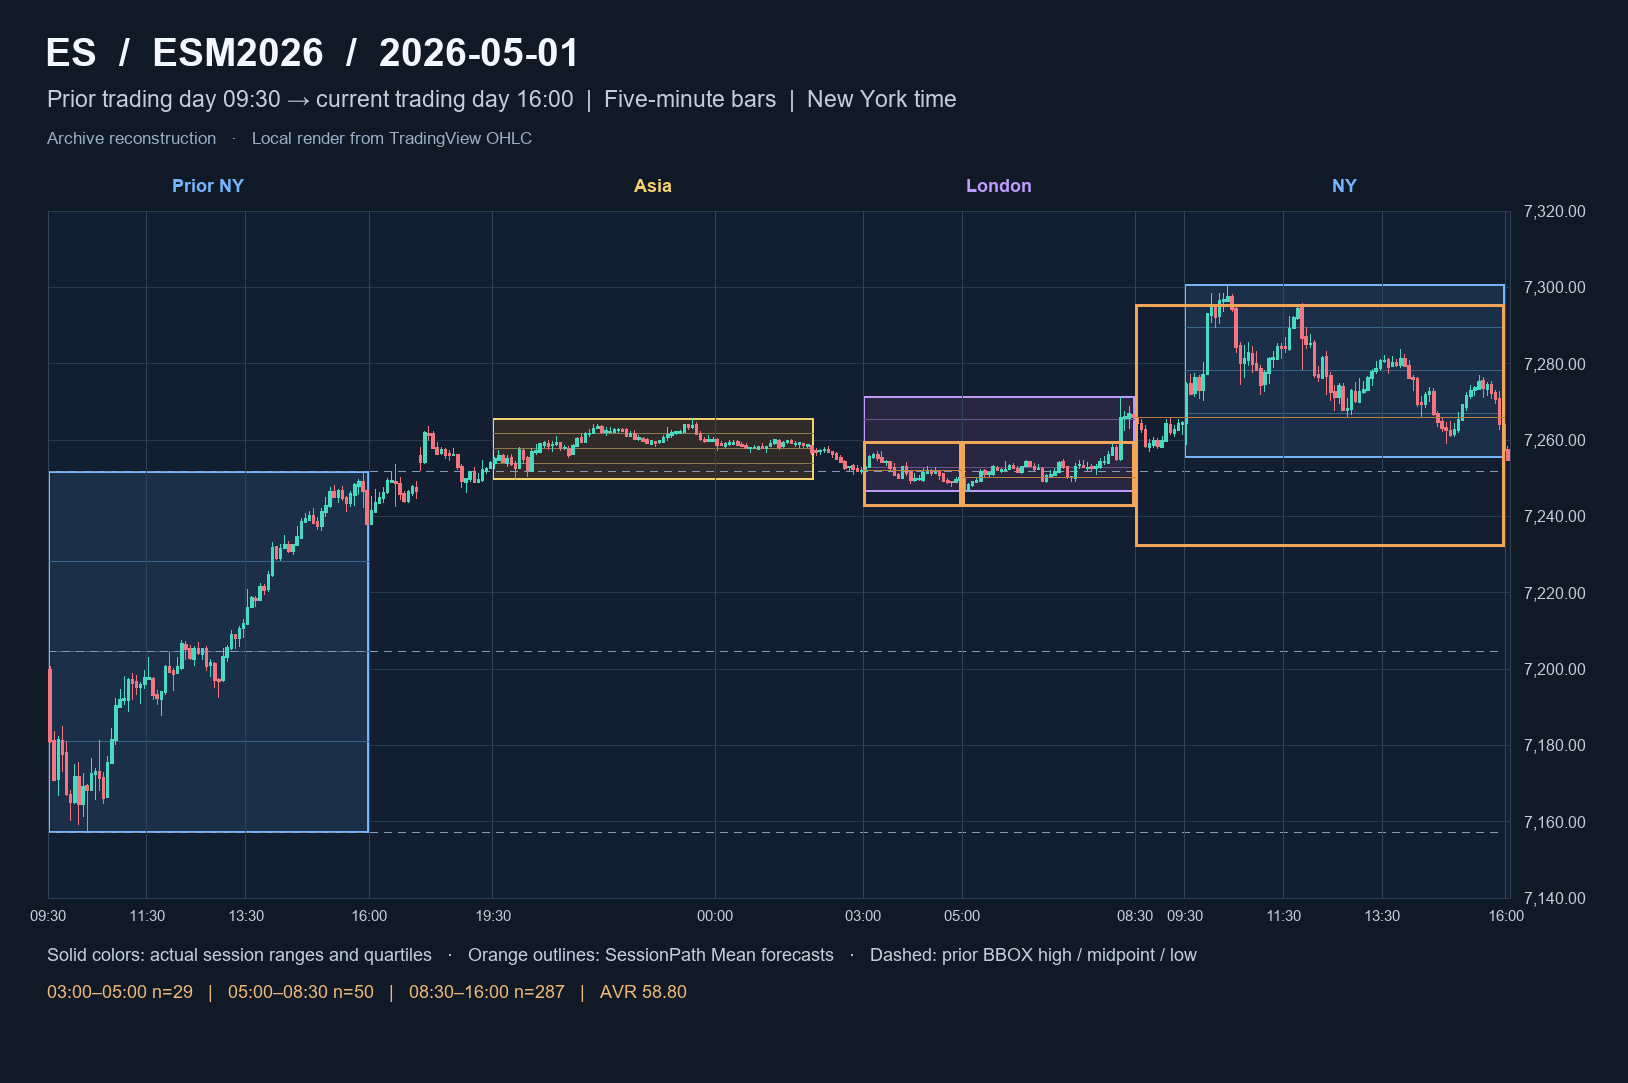 ES / ESM2026 / 2026-05-01
Prior trading day 09:30 → current trading day 16:00 | Five-minute bars | New York time
Archive reconstruction · Local render from TradingView OHLC
Prior NY Asia London NY
7,320.00
7,300.00
7,280.00
7,260.00
7,240.00
7,220.00
7,200.00
7,180.00
7,160.00
7,140.00
09:30 11:30 13:30 16:00 19:30 00:00 03:00 05:00 08:30 09:30 11:30 13:30 16:00
Solid colors: actual session ranges and quartiles · Orange outlines: SessionPath Mean forecasts · Dashed: prior BBOX high / midpoint / low
03:00–05:00 n=29 | 05:00–08:30 n=50 | 08:30–16:00 n=287 | AVR 58.80